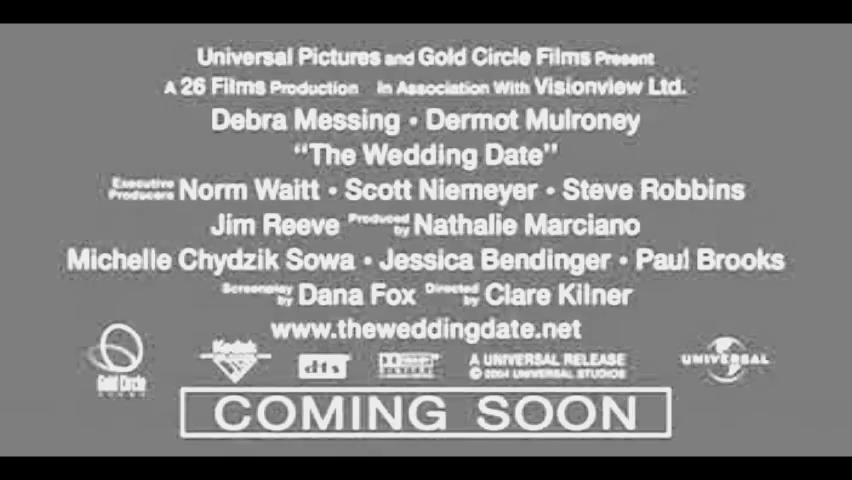 Universal Pictures and Gold Circle Films Present
A 26 Films Production In Association With Visionview Ltd.
Debra Messing • Dermot Mulroney
"The Wedding Date"
Executive Producers Norm Waitt • Scott Niemeyer • Steve Robbins
Jim Reeve Produced by Nathalie Marciano
Michelle Chydzik Sowa • Jessica Bendinger • Paul Brooks
Screenplay by Dana Fox Directed by Clare Kilner
www.theweddingdate.net
Gold Circle FILMS
Kodak
dts
DOLBY DIGITAL
A UNIVERSAL RELEASE
© 2004 UNIVERSAL STUDIOS
UNIVERSAL
COMING SOON